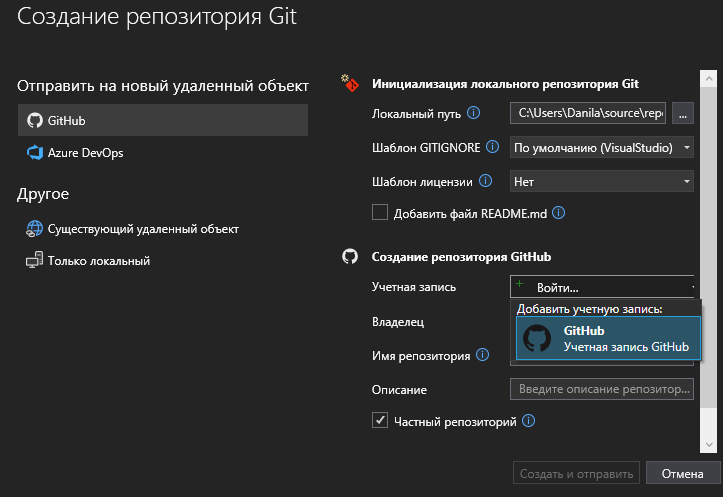 Создание репозитория Git
Отправить на новый удаленный объект
GitHub
Azure DevOps
Другое
Существующий удаленный объект
Только локальный
Инициализация локального репозитория Git
Локальный путь
C:\Users\Danila\source\repo
...
Шаблон GITIGNORE
По умолчанию (VisualStudio)
Шаблон лицензии
Нет
Добавить файл README.md
Создание репозитория GitHub
Учетная запись
Войти...
Добавить учетную запись:
GitHub
Учетная запись GitHub
Владелец
Имя репозитория
Описание
Введите описание репозитор...
Частный репозиторий
Создать и отправить
Отмена